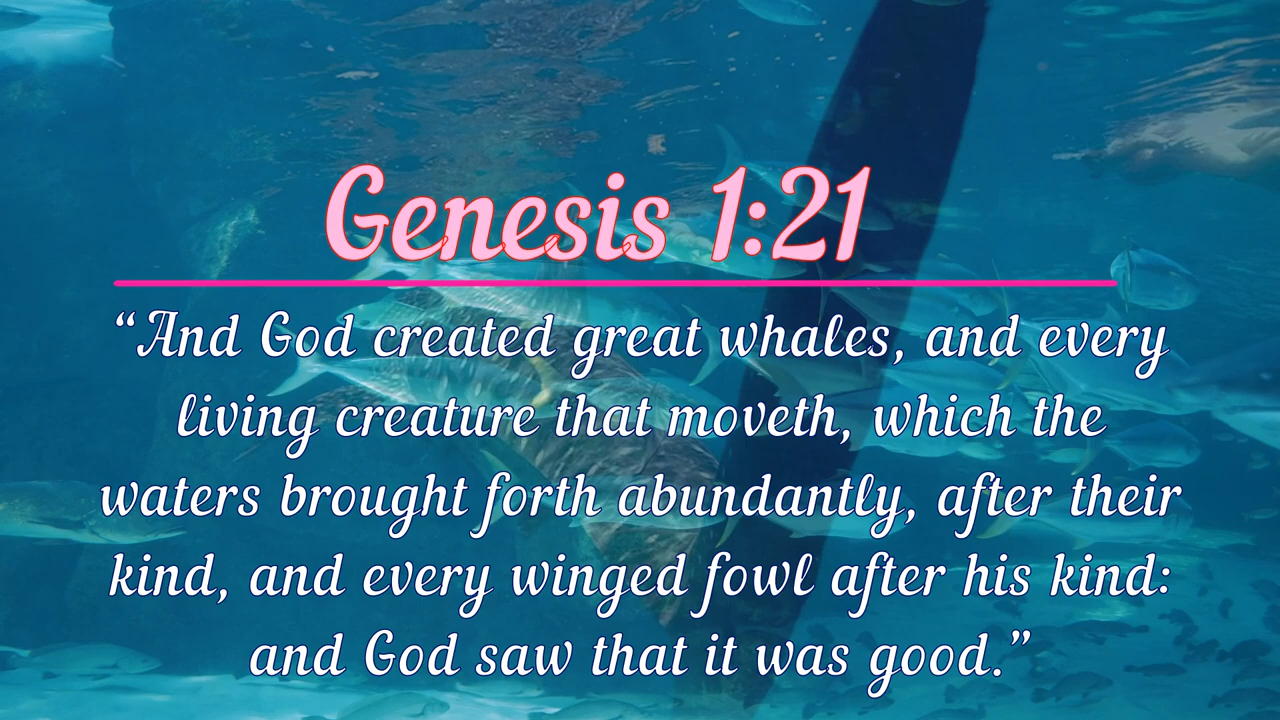 Genesis 1:21
“And God created great whales, and every
living creature that moveth, which the
waters brought forth abundantly, after their
kind, and every winged fowl after his kind:
and God saw that it was good.”